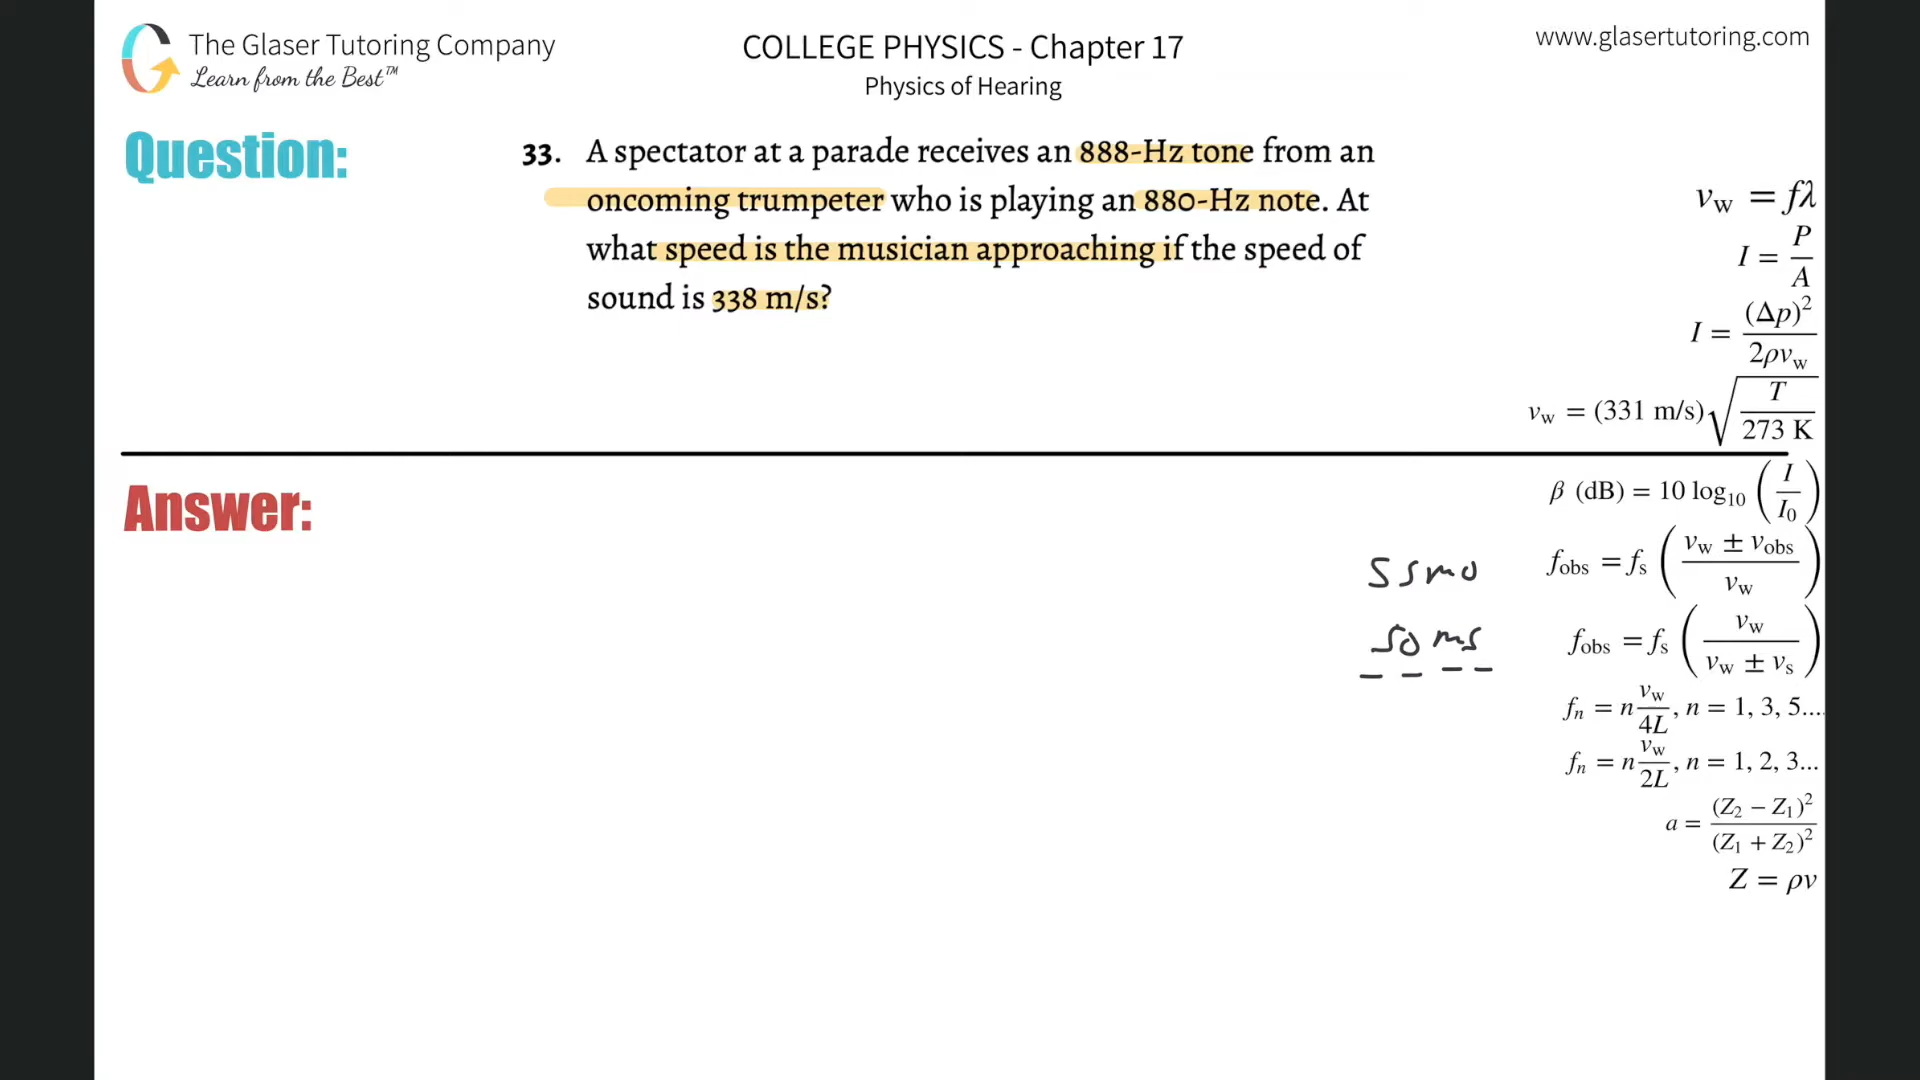 The Glaser Tutoring Company
Learn from the Best™
COLLEGE PHYSICS - Chapter 17
Physics of Hearing
www.glasertutoring.com
Question:
33. A spectator at a parade receives an 888-Hz tone from an
oncoming trumpeter who is playing an 880-Hz note. At
what speed is the musician approaching if the speed of
sound is 338 m/s?
v_w = fλ
I = P/A
I = (Δp)²/2ρv_w
v_w = (331 m/s)√(T/273 K)
Answer:
β (dB) = 10 log₁₀ (I/I₀)
SSMO
f_obs = f_s ((v_w ± v_obs)/v_w)
SOMS
f_obs = f_s (v_w/(v_w ± v_s))
f_n = n v_w/4L, n = 1, 3, 5...
f_n = n v_w/2L, n = 1, 2, 3...
a = (Z₂ − Z₁)²/(Z₁ + Z₂)²
Z = ρv